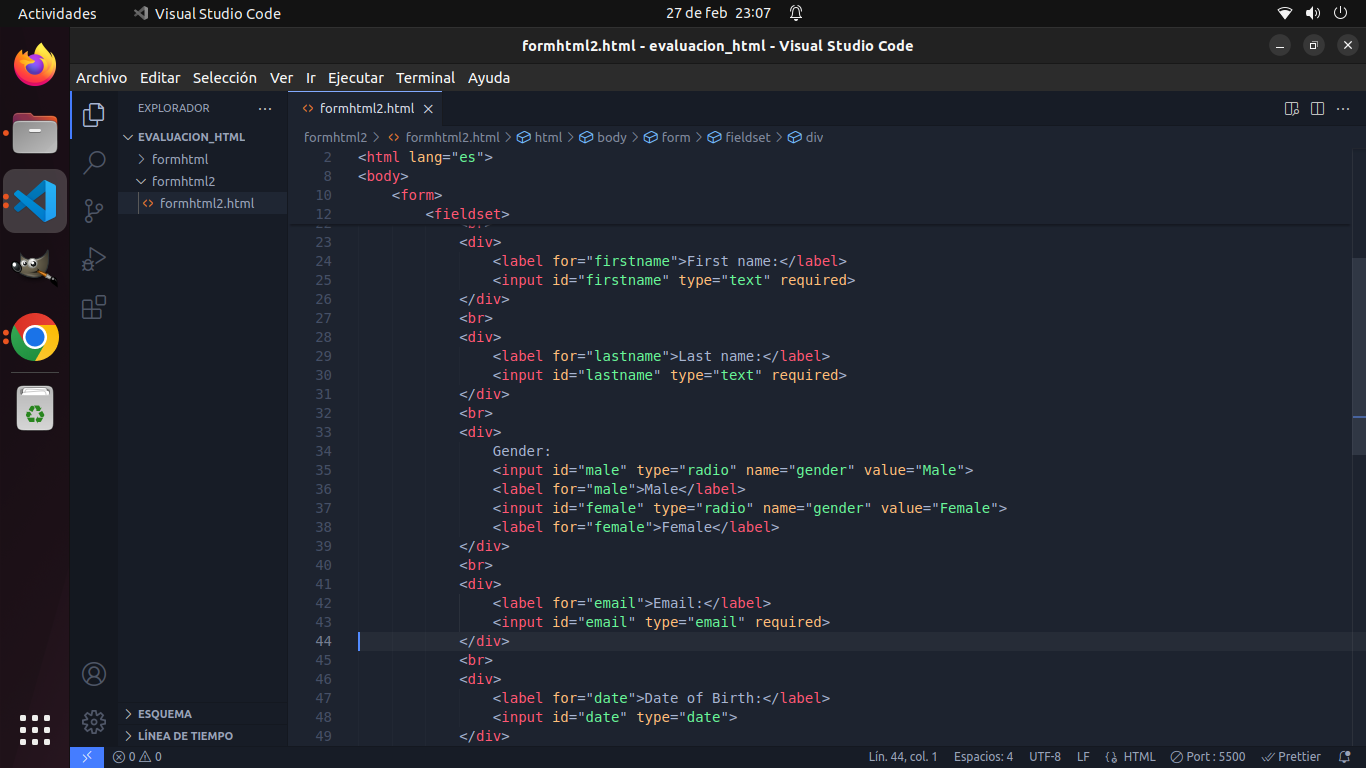 Actividades Visual Studio Code 27 de feb 23:07
formhtml2.html - evaluacion_html - Visual Studio Code
Archivo Editar Selección Ver Ir Ejecutar Terminal Ayuda
EXPLORADOR
EVALUACION_HTML
formhtml
formhtml2
formhtml2.html
ESQUEMA
LÍNEA DE TIEMPO
formhtml2.html
formhtml2 > formhtml2.html > html > body > form > fieldset > div
2 <html lang="es">
8 <body>
10 <form>
12 <fieldset>
22 <br>
23 <div>
24 <label for="firstname">First name:</label>
25 <input id="firstname" type="text" required>
26 </div>
27 <br>
28 <div>
29 <label for="lastname">Last name:</label>
30 <input id="lastname" type="text" required>
31 </div>
32 <br>
33 <div>
34 Gender:
35 <input id="male" type="radio" name="gender" value="Male">
36 <label for="male">Male</label>
37 <input id="female" type="radio" name="gender" value="Female">
38 <label for="female">Female</label>
39 </div>
40 <br>
41 <div>
42 <label for="email">Email:</label>
43 <input id="email" type="email" required>
44 </div>
45 <br>
46 <div>
47 <label for="date">Date of Birth:</label>
48 <input id="date" type="date">
49 </div>
0 0 Lín. 44, col. 1 Espacios: 4 UTF-8 LF HTML Port : 5500 Prettier